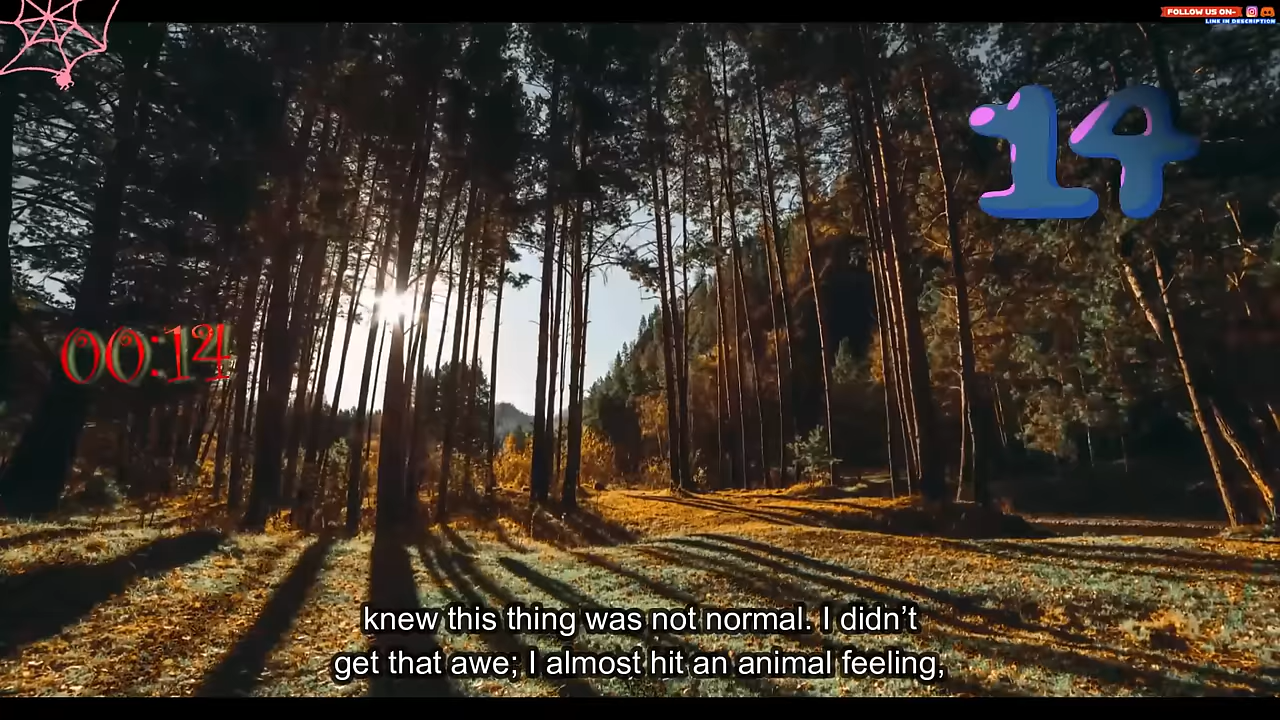 FOLLOW US ON-
LINK IN DESCRIPTION
14
00:14
knew this thing was not normal. I didn’t
get that awe; I almost hit an animal feeling,